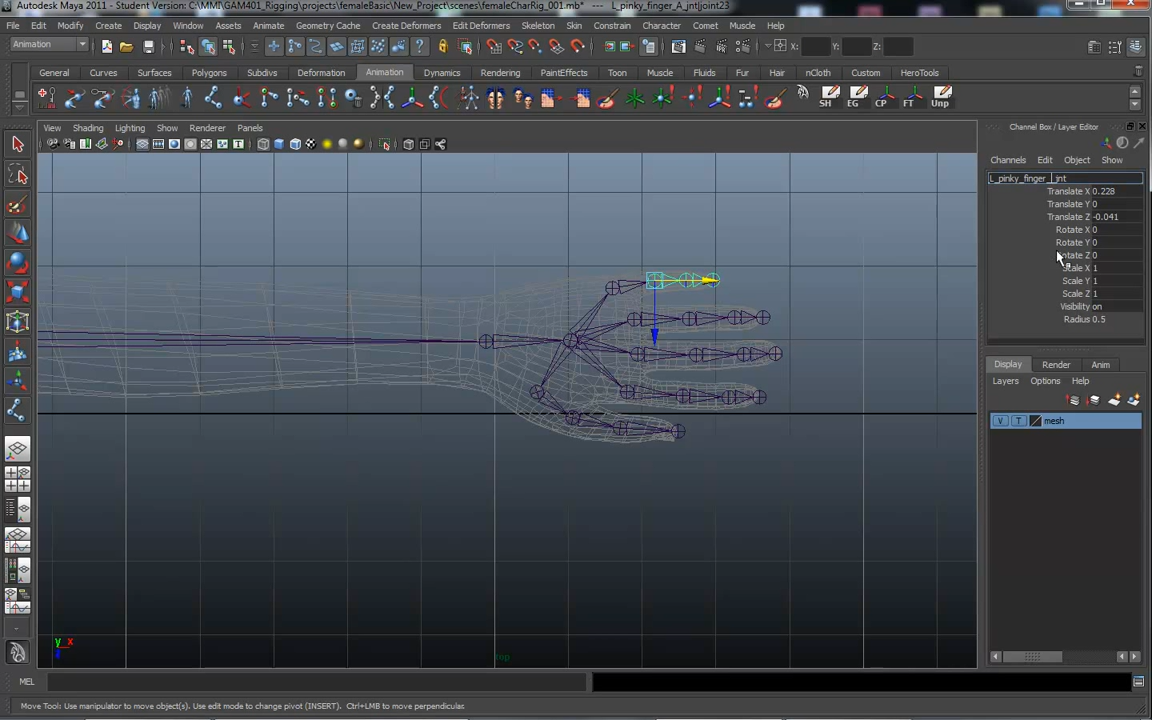 Autodesk Maya 2011 - Student Version: C:\MMI\GAM401_Rigging\projects\femaleBasic\New_Project\scenes\femaleCharRig_001.mb* --- L_pinky_finger_A_jntjoint23
File Edit Modify Create Display Window Assets Animate Geometry Cache Create Deformers Edit Deformers Skeleton Skin Constrain Character Muscle Help
Animation X: Y: Z:
General Curves Surfaces Polygons Subdivs Deformation Animation Dynamics Rendering PaintEffects Toon Muscle Fluids Fur Hair nCloth Custom HeroTools
SH EG CP FT Unp
View Shading Lighting Show Renderer Panels
Channel Box / Layer Editor
Channels Edit Object Show
L_pinky_finger_ jnt
Translate X 0.228
Translate Y 0
Translate Z -0.041
Rotate X 0
Rotate Y 0
otate Z 0
Scale X 1
Scale Y 1
Scale Z 1
Visibility on
Radius 0.5
Display Render Anim
Layers Options Help
V T mesh
y x
top
MEL
Move Tool: Use manipulator to move object(s). Use edit mode to change pivot (INSERT). Ctrl+LMB to move perpendicular.